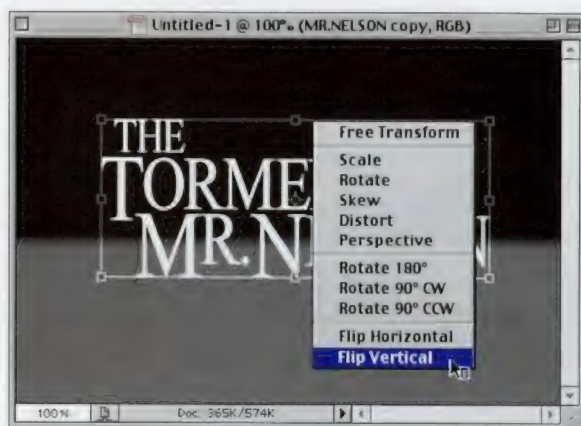 Untitled-1 @ 100% (MR.NELSON copy, RGB)
THE
MR.
Free Transform
Scale
Rotate
Skew
Distort
Perspective
Rotate 180°
Rotate 90° CW
Rotate 90° CCW
Flip Horizontal
Flip Vertical
100%
Doc: 365K/574K